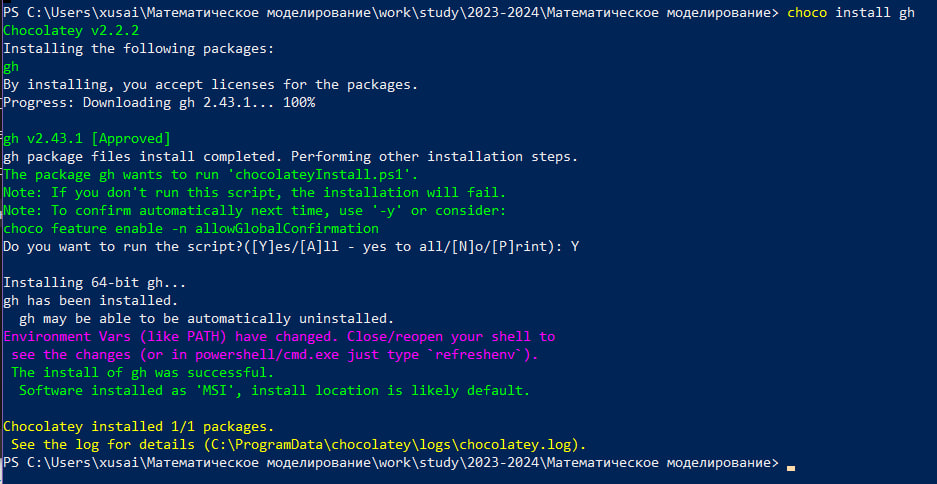 PS C:\Users\xusai\Математическое моделирование\work\study\2023-2024\Математическое моделирование> choco install gh
Chocolatey v2.2.2
Installing the following packages:
gh
By installing, you accept licenses for the packages.
Progress: Downloading gh 2.43.1... 100%
gh v2.43.1 [Approved]
gh package files install completed. Performing other installation steps.
The package gh wants to run 'chocolateyInstall.ps1'.
Note: If you don't run this script, the installation will fail.
Note: To confirm automatically next time, use '-y' or consider:
choco feature enable -n allowGlobalConfirmation
Do you want to run the script?([Y]es/[A]ll - yes to all/[N]o/[P]rint): Y
Installing 64-bit gh...
gh has been installed.
  gh may be able to be automatically uninstalled.
Environment Vars (like PATH) have changed. Close/reopen your shell to
 see the changes (or in powershell/cmd.exe just type `refreshenv`).
 The install of gh was successful.
  Software installed as 'MSI', install location is likely default.
Chocolatey installed 1/1 packages.
 See the log for details (C:\ProgramData\chocolatey\logs\chocolatey.log).
PS C:\Users\xusai\Математическое моделирование\work\study\2023-2024\Математическое моделирование>